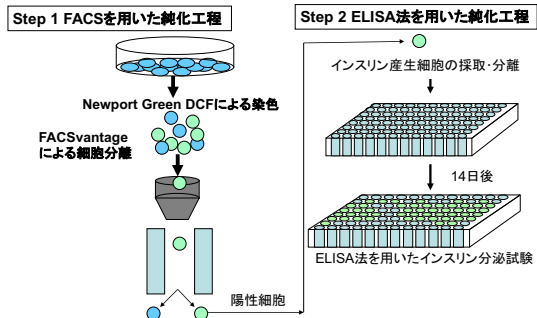 Step 1 FACSを用いた純化工程
Newport Green DCFによる染色
FACSvantage
による細胞分離
陽性細胞
Step 2 ELISA法を用いた純化工程
インスリン産生細胞の採取・分離
14日後
ELISA法を用いたインスリン分泌試験